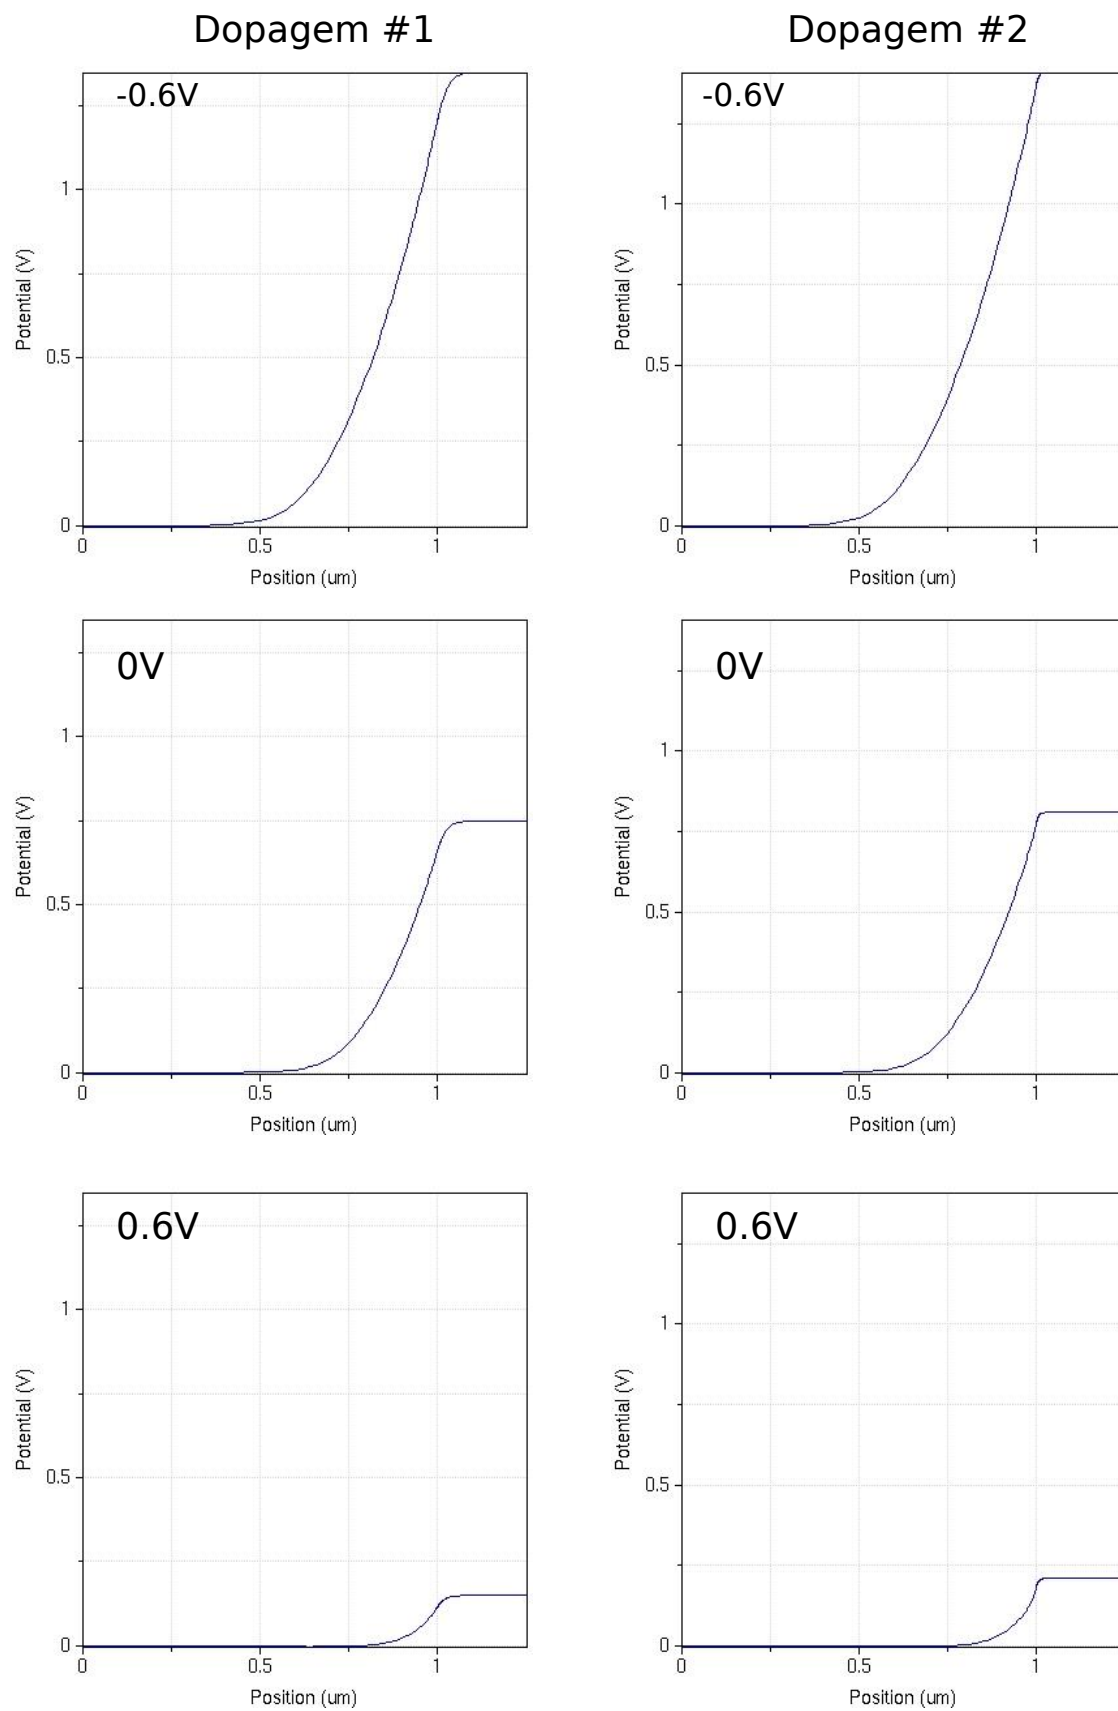 Dopagem #1
Dopagem #2
-0.6V
Potential (V)
1
0.5
0
0
0.5
1
Position (um)
-0.6V
Potential (V)
1
0.5
0
0
0.5
1
Position (um)
0V
Potential (V)
1
0.5
0
0
0.5
1
Position (um)
0V
Potential (V)
1
0.5
0
0
0.5
1
Position (um)
0.6V
Potential (V)
1
0.5
0
0
0.5
1
Position (um)
0.6V
Potential (V)
1
0.5
0
0
0.5
1
Position (um)